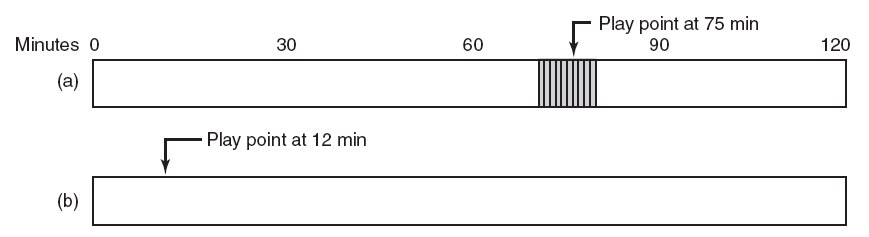 Play point at 75 min
Minutes 0 30 60 90 120
(a)
Play point at 12 min
(b)